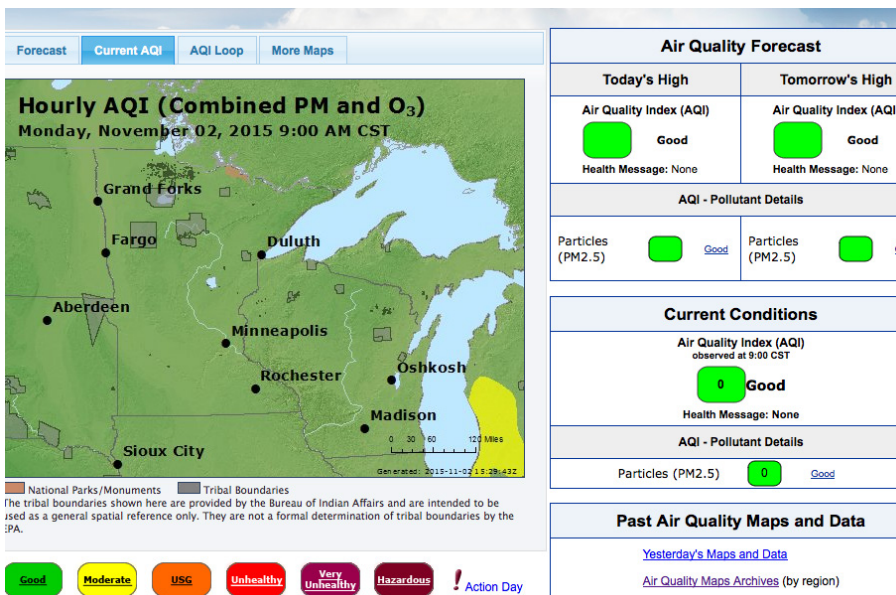 Forecast
Current AQI
AQI Loop
More Maps
Hourly AQI (Combined PM and O₃)
Monday, November 02, 2015 9:00 AM CST
Grand Forks
Fargo
Duluth
Aberdeen
Minneapolis
Rochester
Oshkosh
Madison
Sioux City
0 30 60 120 Miles
Generated: 2015-11-02 15:29:43Z
National Parks/Monuments
Tribal Boundaries
The tribal boundaries shown here are provided by the Bureau of Indian Affairs and are intended to be
used as a general spatial reference only. They are not a formal determination of tribal boundaries by the
EPA.
Good
Moderate
USG
Unhealthy
Very
Unhealthy
Hazardous
! Action Day
Air Quality Forecast
Today's High
Tomorrow's High
Air Quality Index (AQI)
Good
Health Message: None
Air Quality Index (AQI
Good
Health Message: None
AQI - Pollutant Details
Particles
(PM2.5)
Good
Particles
(PM2.5)
Current Conditions
Air Quality Index (AQI)
observed at 9:00 CST
0 Good
Health Message: None
AQI - Pollutant Details
Particles (PM2.5) 0 Good
Past Air Quality Maps and Data
Yesterday's Maps and Data
Air Quality Maps Archives (by region)